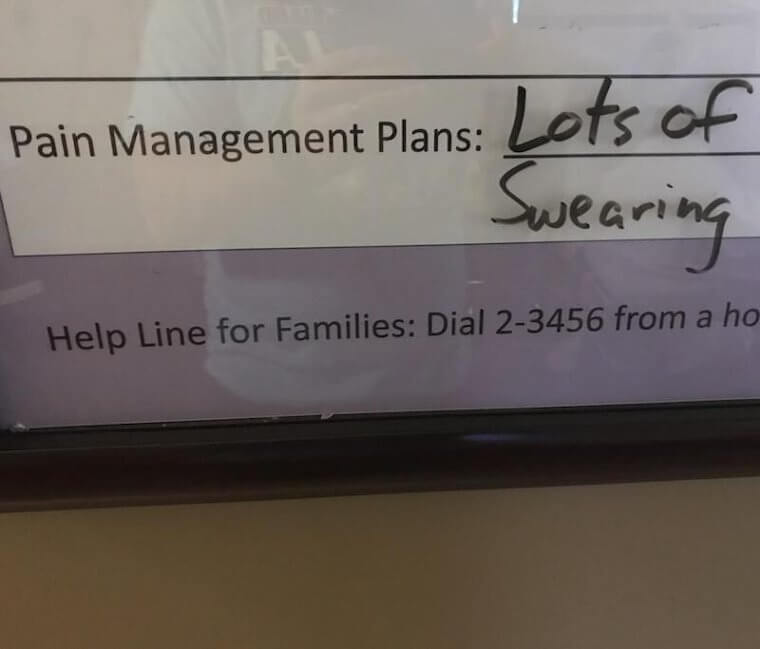 Pain Management Plans: Lots of
Swearing
Help Line for Families: Dial 2-3456 from a ho